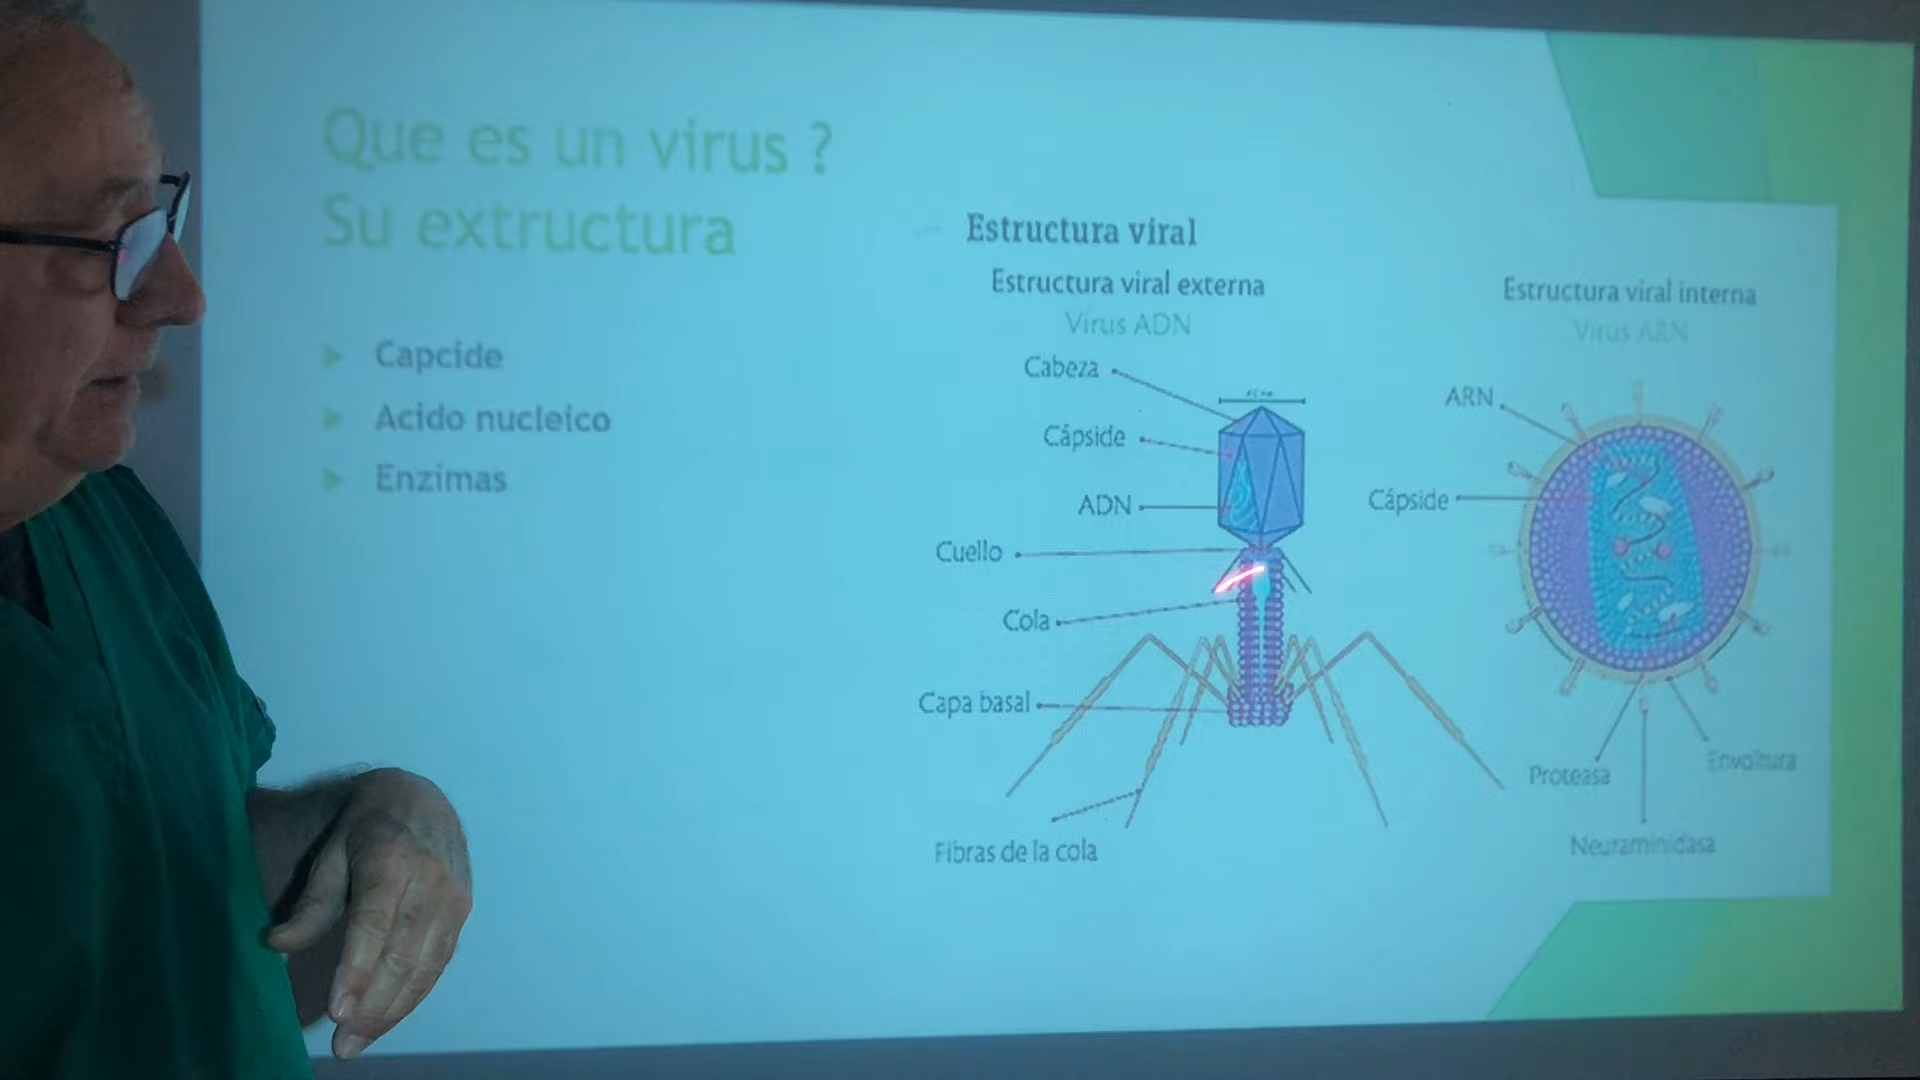 Que es un virus ?
Su extructura
Capcide
Acido nucleico
Enzimas
Estructura viral
Estructura viral externa
Virus ADN
Cabeza
Cápside
ADN
Cuello
Cola
Capa basal
Fibras de la cola
Estructura viral interna
Virus ARN
ARN
Cápside
Proteasa
Envoltura
Neuraminidasa